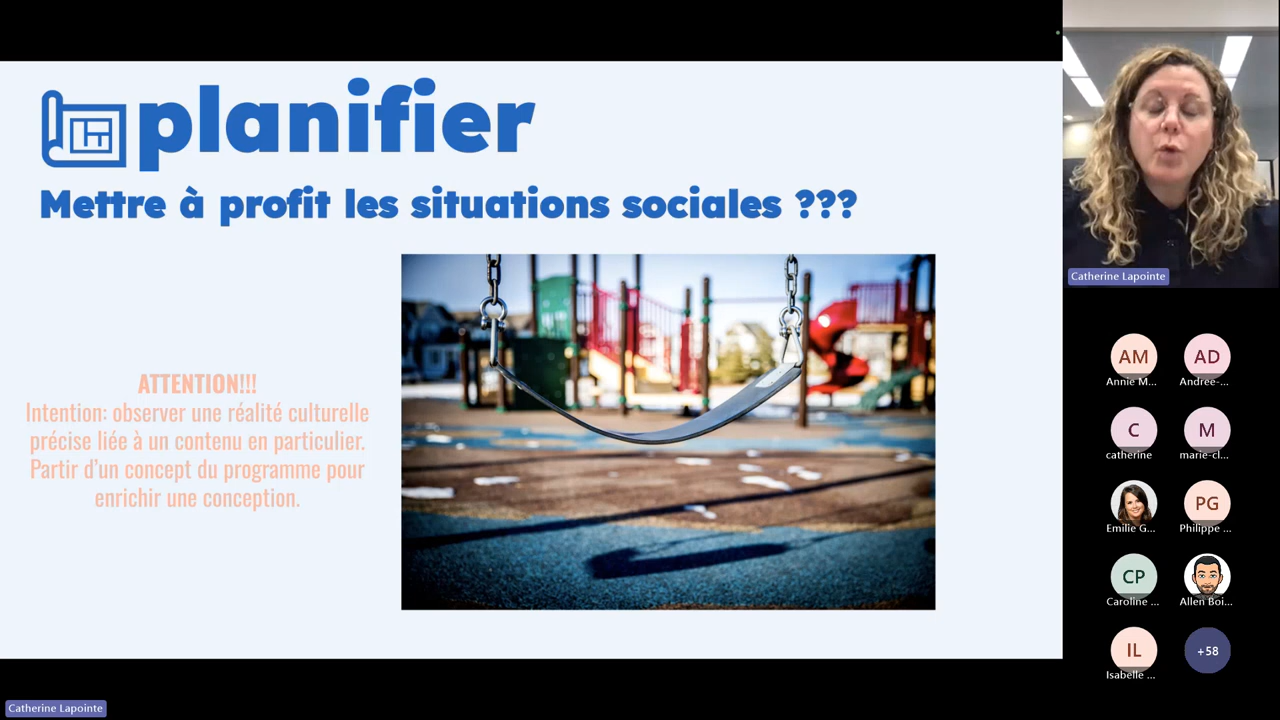 planifier
Mettre à profit les situations sociales ???
ATTENTION!!!
Intention: observer une réalité culturelle
précise liée à un contenu en particulier.
Partir d'un concept du programme pour
enrichir une conception.
Catherine Lapointe
AM
AD
Annie M...
Andrée-...
C
M
catherine
marie-cl...
PG
Emilie G...
Philippe ...
CP
Caroline ...
Allen Boi...
IL
+58
Isabelle ...
Catherine Lapointe